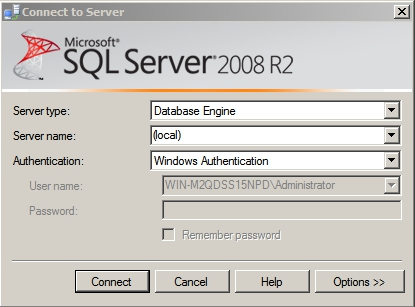 Connect to Server
Microsoft®
SQL Server® 2008 R2
Server type: Database Engine
Server name: (local)
Authentication: Windows Authentication
User name: WIN-M2QDSS15NPD\Administrator
Password:
Remember password
Connect Cancel Help Options >>